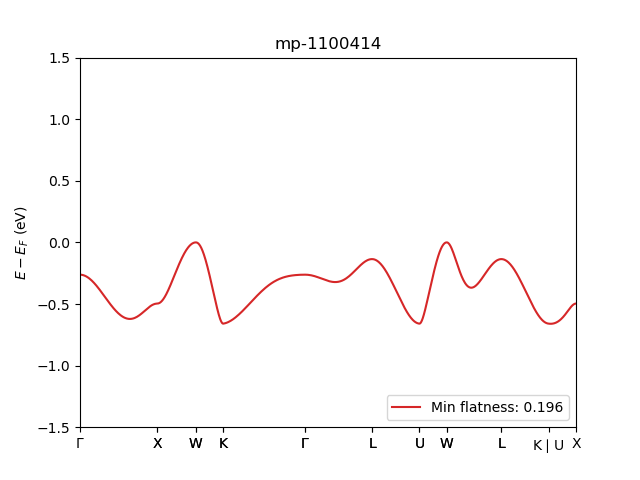 mp-1100414
E − E_F (eV)
1.5
1.0
0.5
0.0
−0.5
−1.0
−1.5
Min flatness: 0.196
Γ X W K Γ L U W L K | U X